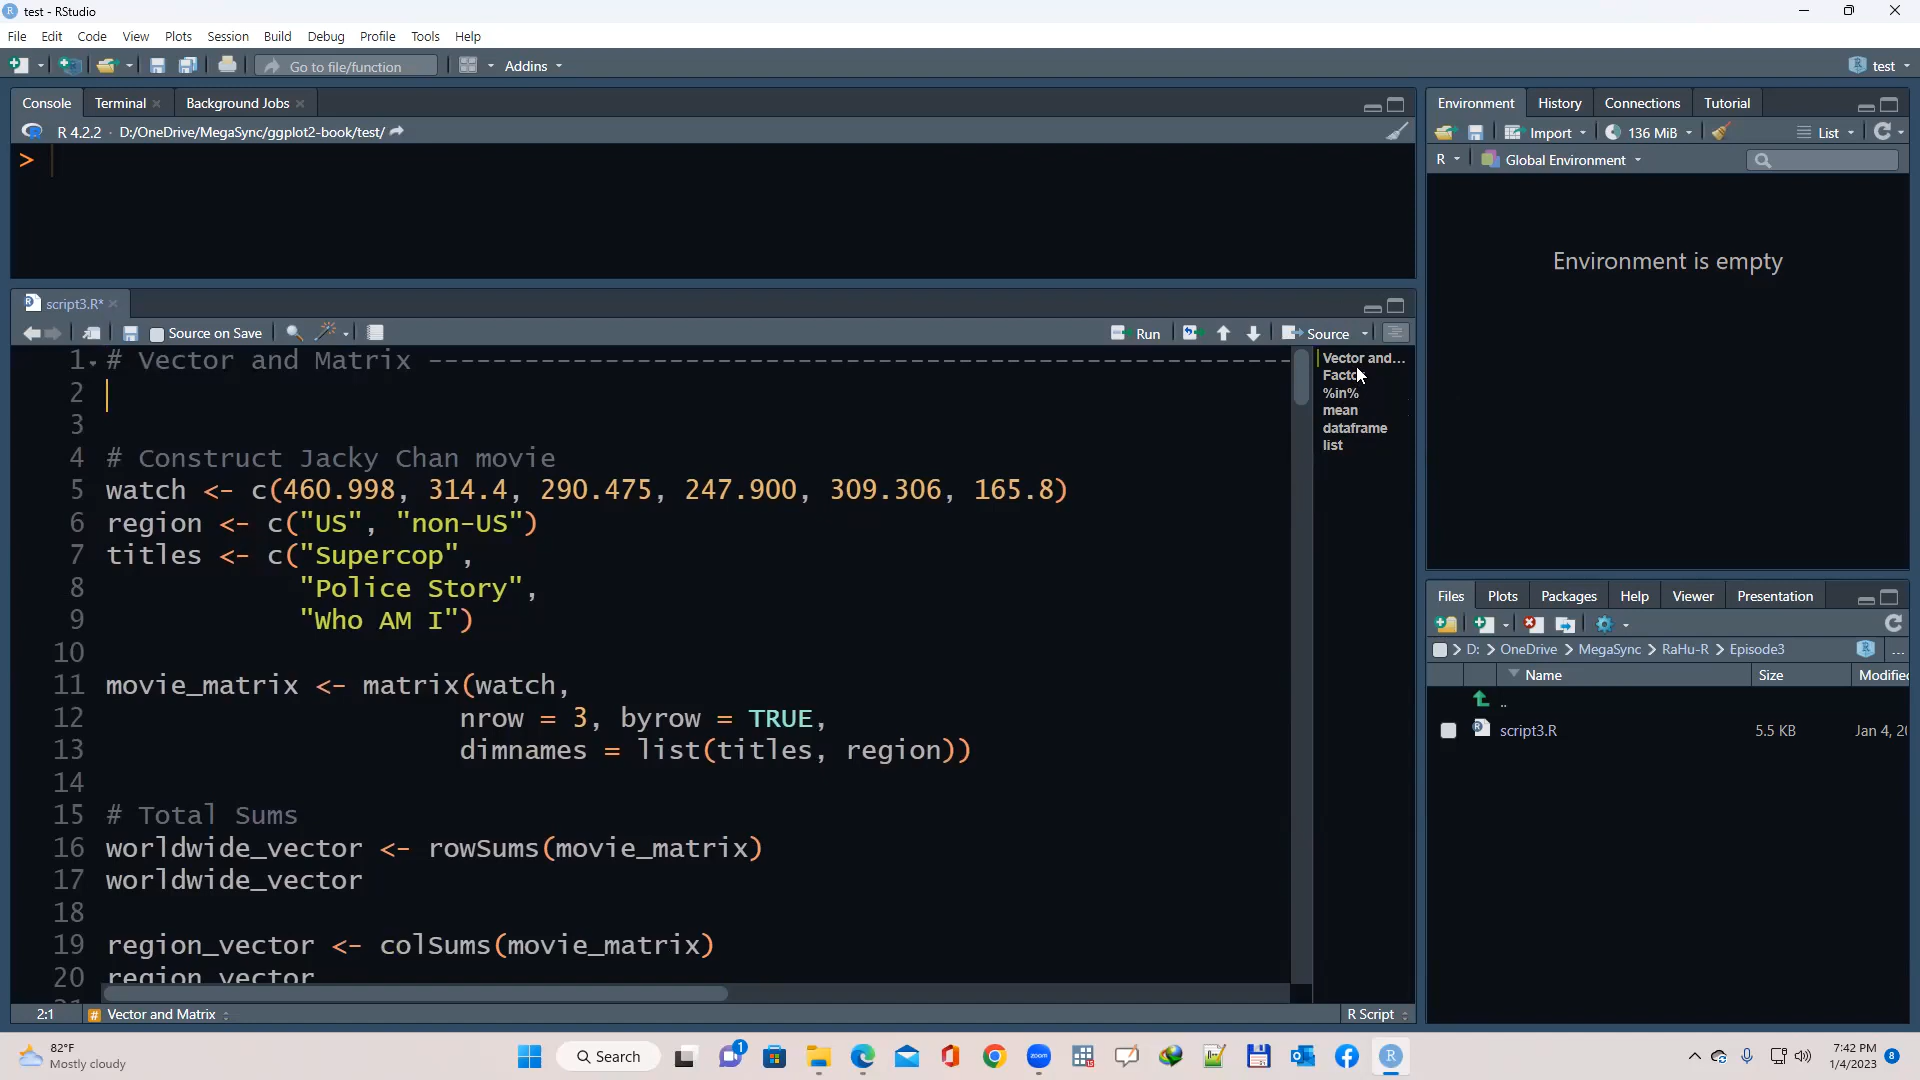 test - RStudio
File Edit Code View Plots Session Build Debug Profile Tools Help
Go to file/function Addins test
Console Terminal Background Jobs
R 4.2.2 · D:/OneDrive/MegaSync/ggplot2-book/test/
>
script3.R*
Source on Save Run Source
1 # Vector and Matrix ------------------------------------------------------
2
3
4 # Construct Jacky Chan movie
5 watch <- c(460.998, 314.4, 290.475, 247.900, 309.306, 165.8)
6 region <- c("US", "non-US")
7 titles <- c("Supercop",
8 "Police Story",
9 "Who AM I")
10
11 movie_matrix <- matrix(watch,
12 nrow = 3, byrow = TRUE,
13 dimnames = list(titles, region))
14
15 # Total Sums
16 worldwide_vector <- rowSums(movie_matrix)
17 worldwide_vector
18
19 region_vector <- colSums(movie_matrix)
20 region_vector
Vector and...
Facto
%in%
mean
dataframe
list
2:1 # Vector and Matrix R Script
Environment History Connections Tutorial
Import 136 MiB List
R Global Environment
Environment is empty
Files Plots Packages Help Viewer Presentation
D: > OneDrive > MegaSync > RaHu-R > Episode3 ...
Name Size Modified
..
script3.R 5.5 KB Jan 4, 20
82°F
Mostly cloudy
Search
1
zoom
7:42 PM
1/4/2023
8